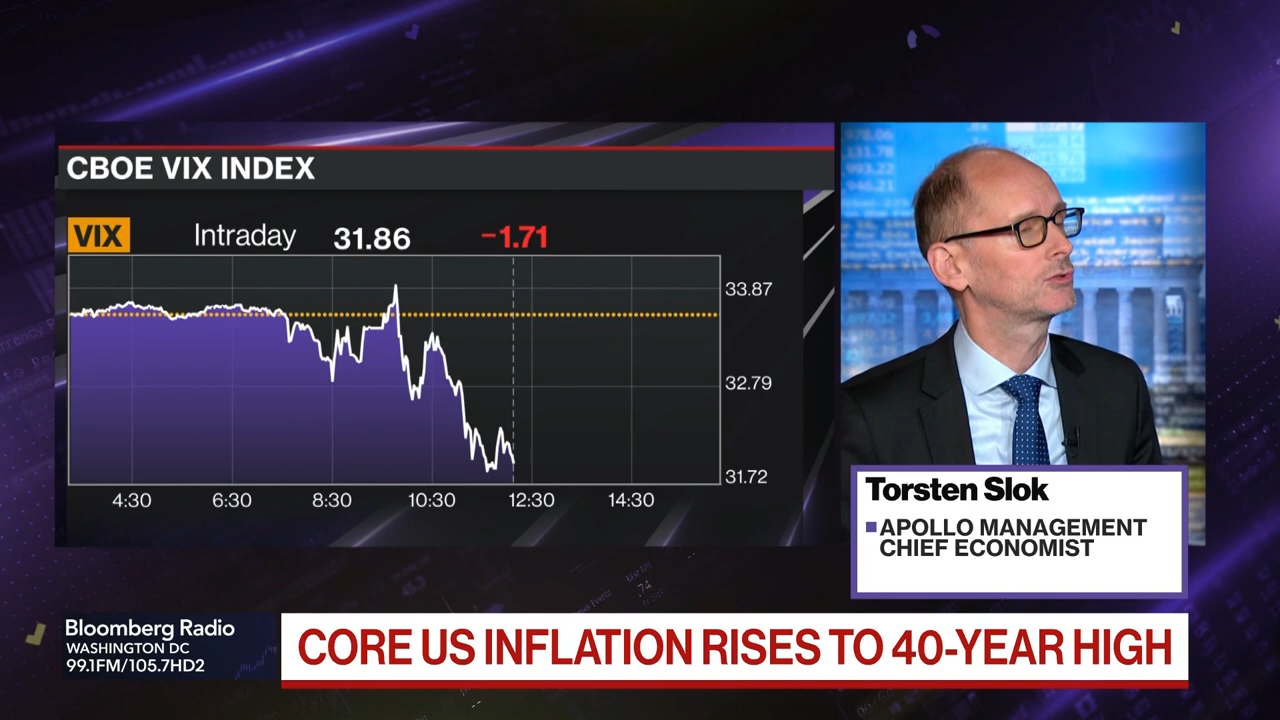 CBOE VIX INDEX
VIX Intraday 31.86 -1.71
33.87
32.79
31.72
4:30 6:30 8:30 10:30 12:30 14:30
Torsten Slok
APOLLO MANAGEMENT
CHIEF ECONOMIST
Bloomberg Radio
WASHINGTON DC
99.1FM/105.7HD2
CORE US INFLATION RISES TO 40-YEAR HIGH